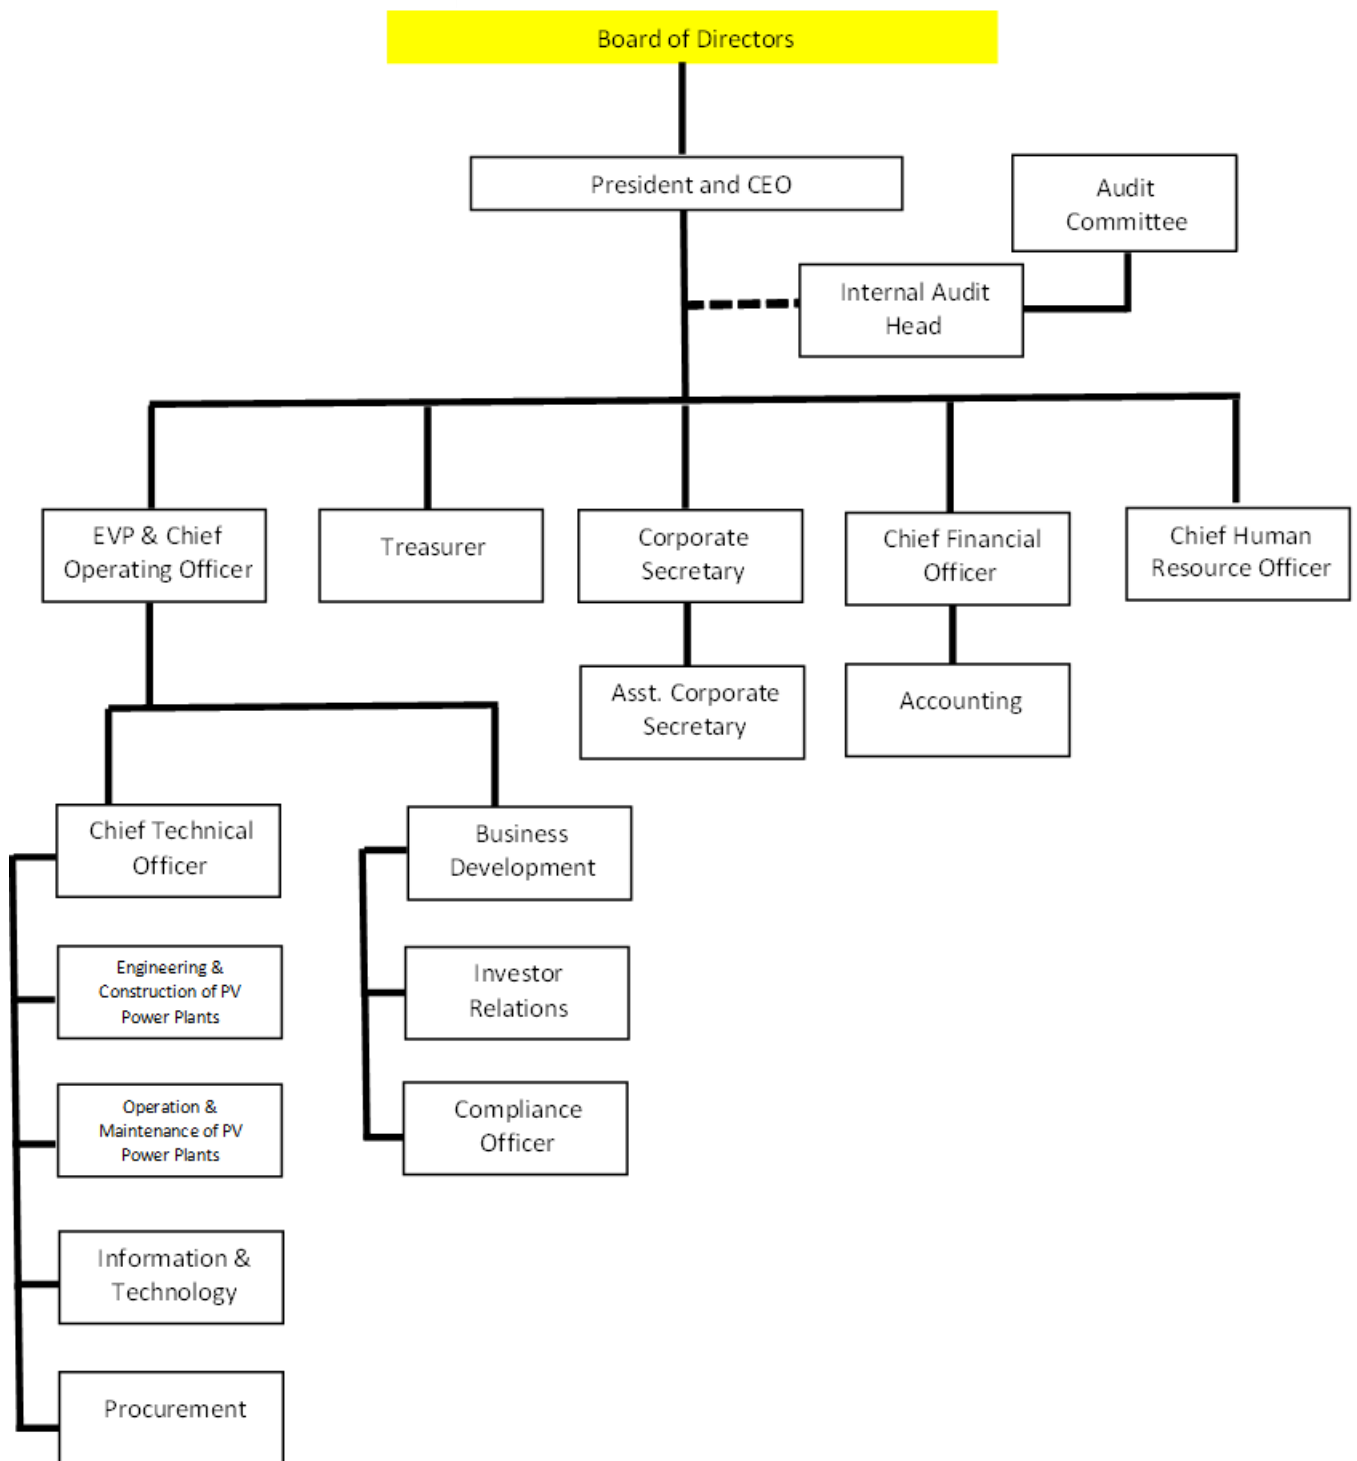 Board of Directors
President and CEO
Audit
Committee
Internal Audit
Head
EVP & Chief
Operating Officer
Treasurer
Corporate
Secretary
Chief Financial
Officer
Chief Human
Resource Officer
Asst. Corporate
Secretary
Accounting
Chief Technical
Officer
Business
Development
Engineering &
Construction of PV
Power Plants
Investor
Relations
Operation &
Maintenance of PV
Power Plants
Compliance
Officer
Information &
Technology
Procurement